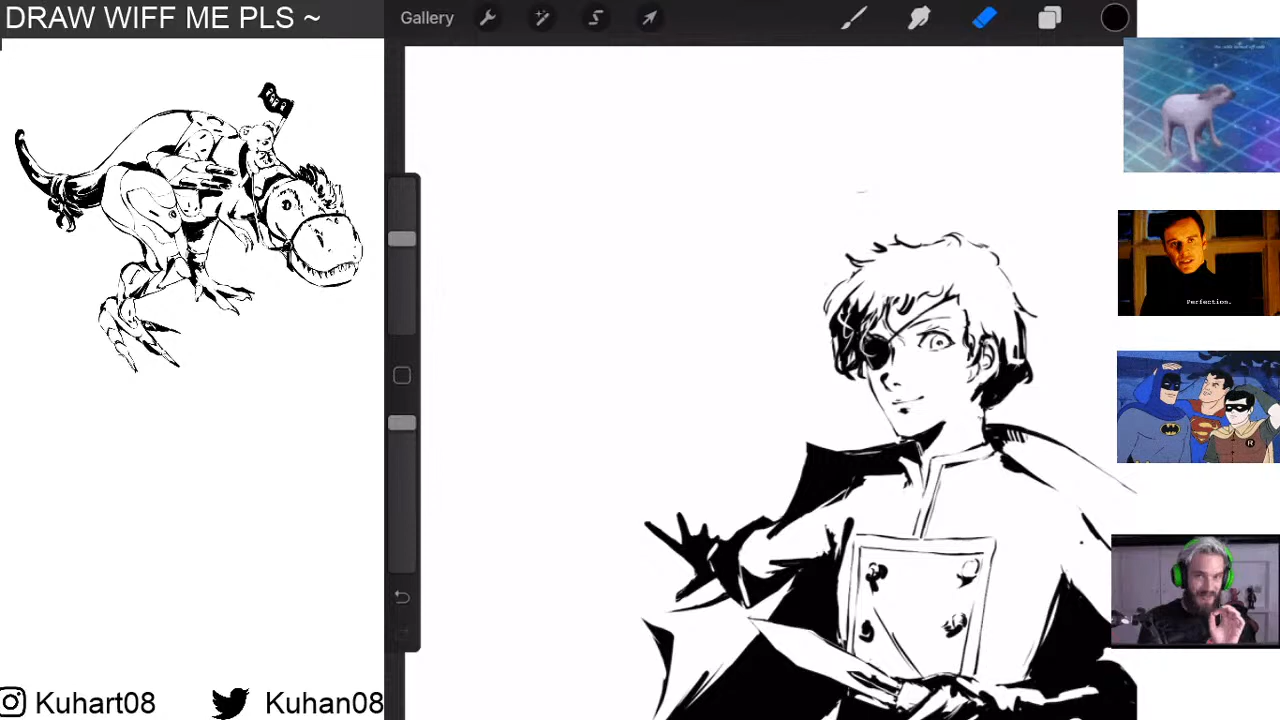 DRAW WIFF ME PLS ~
Gallery
Perfection.
Kuhart08
Kuhan08